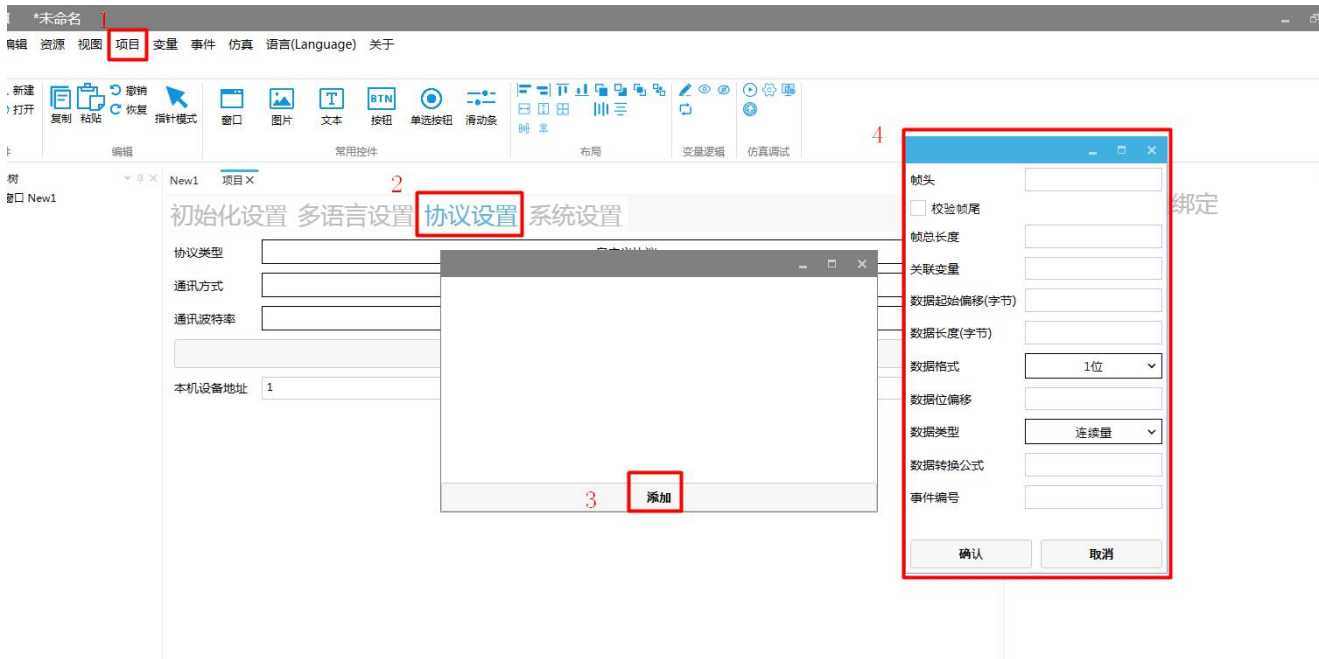 *未命名
1
编辑 资源 视图 项目 变量 事件 仿真 语言(Language) 关于
新建
打开
复制
粘贴
撤销
恢复
指针模式
窗口
图片
文本
BTN
按钮
单选按钮
滑动条
编辑
常用控件
布局
变量逻辑
仿真调试
树
窗口 New1
New1 项目
2
初始化设置 多语言设置 协议设置 系统设置
绑定
协议类型
通讯方式
通讯波特率
本机设备地址 1
3
添加
4
帧头
校验帧尾
帧总长度
关联变量
数据起始偏移(字节)
数据长度(字节)
数据格式 1位
数据位偏移
数据类型 连续量
数据转换公式
事件编号
确认 取消